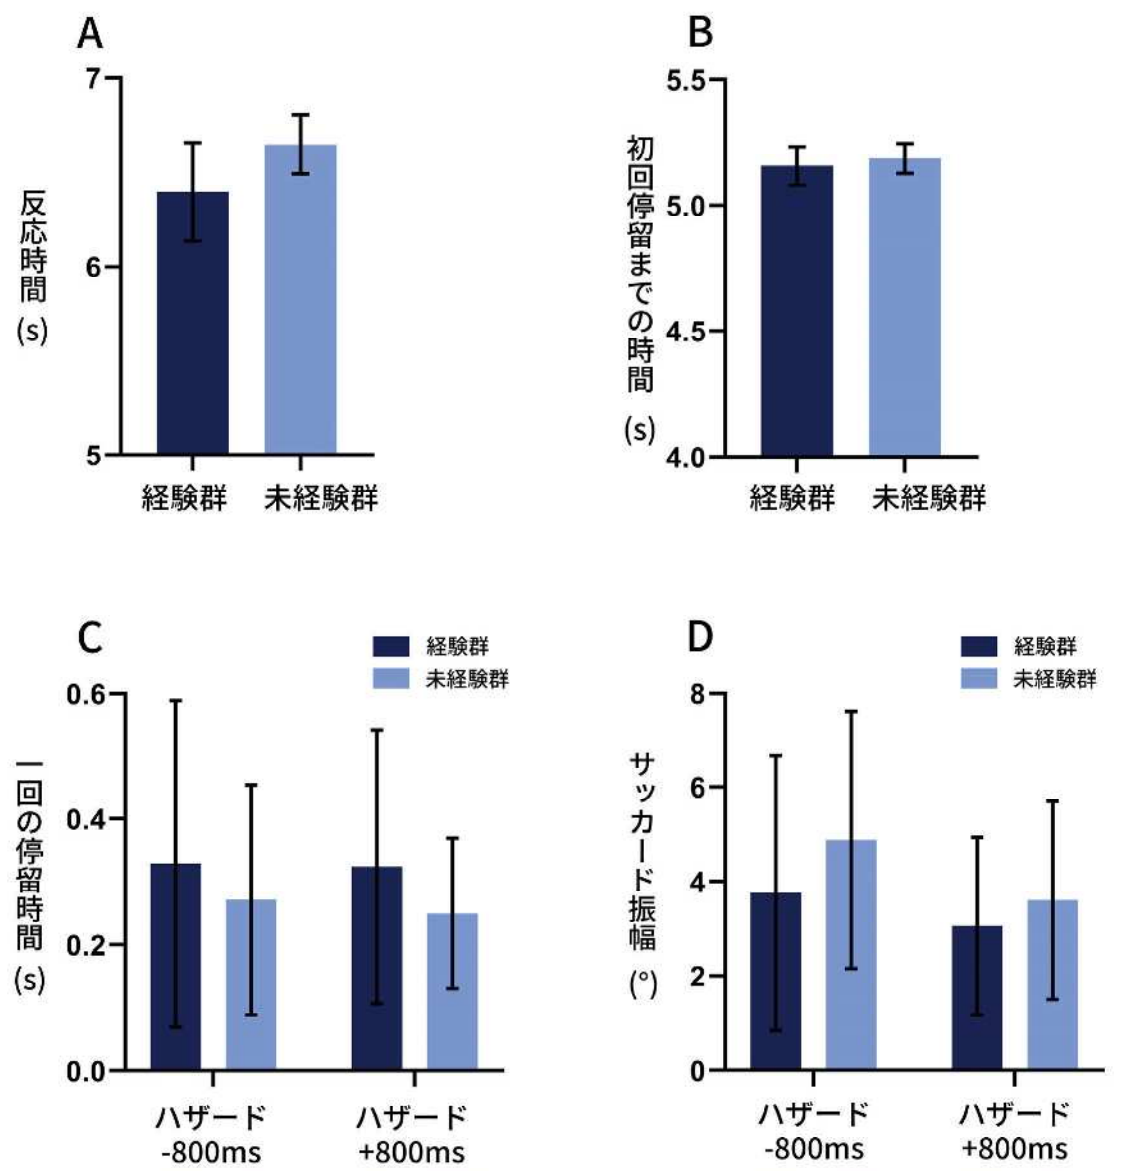 A
7
6
5
反応時間 (s)
経験群
未経験群
B
5.5
5.0
4.5
4.0
初回停留までの時間 (s)
経験群
未経験群
C
経験群
未経験群
0.6
0.4
0.2
0.0
一回の停留時間 (s)
ハザード
-800ms
ハザード
+800ms
D
経験群
未経験群
8
6
4
2
0
サッカード振幅 (°)
ハザード
-800ms
ハザード
+800ms